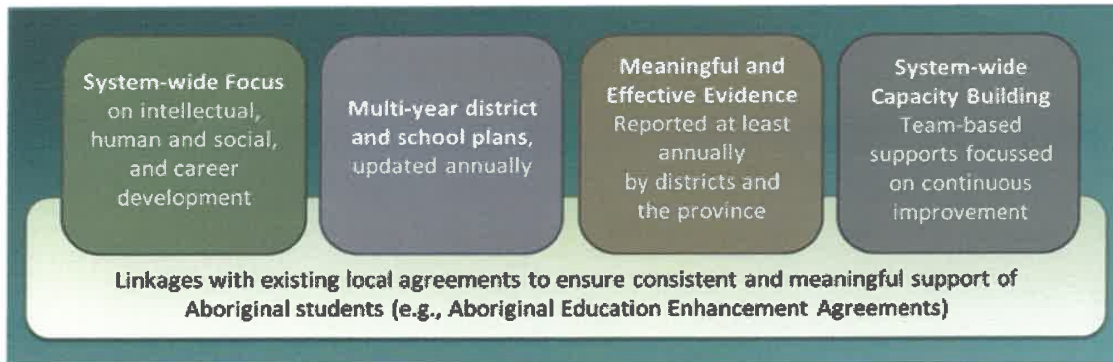 System-wide Focus
on intellectual,
human and social,
and career
development
Multi-year district
and school plans,
updated annually
Meaningful and
Effective Evidence
Reported at least
annually
by districts and
the province
System-wide
Capacity Building
Team-based
supports focussed
on continuous
improvement
Linkages with existing local agreements to ensure consistent and meaningful support of
Aboriginal students (e.g., Aboriginal Education Enhancement Agreements)